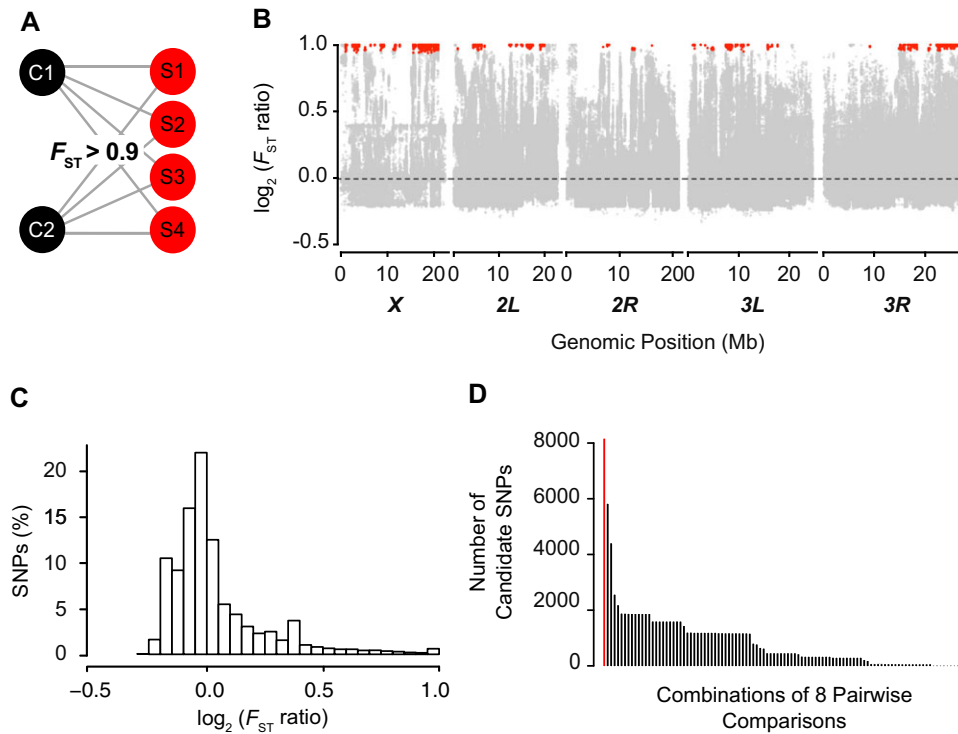 A
C1
S1
S2
FST > 0.9
S3
C2
S4
B
log2 (FST ratio)
1.0
0.5
0.0
-0.5
0 10 20 0 10 20 0 10 20 0 10 20 0 10 20
X 2L 2R 3L 3R
Genomic Position (Mb)
C
SNPs (%)
20
15
10
5
0
−0.5 0.0 0.5 1.0
log2 (FST ratio)
D
Number of
Candidate SNPs
8000
6000
4000
2000
0
Combinations of 8 Pairwise
Comparisons